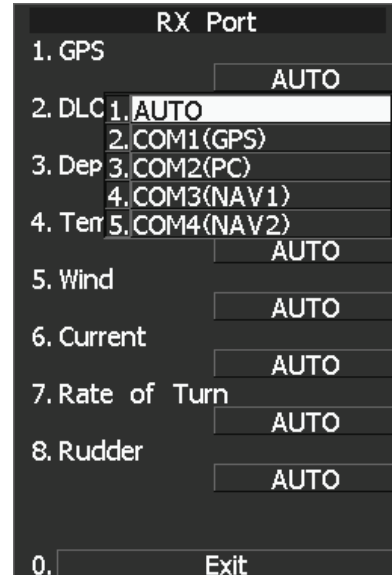 RX Port
1. GPS
AUTO
2. DLO
1. AUTO
2. COM1(GPS)
3. Dep
3. COM2(PC)
4. COM3(NAV1)
4. Tem
5. COM4(NAV2)
AUTO
5. Wind
AUTO
6. Current
AUTO
7. Rate of Turn
AUTO
8. Rudder
AUTO
0. Exit